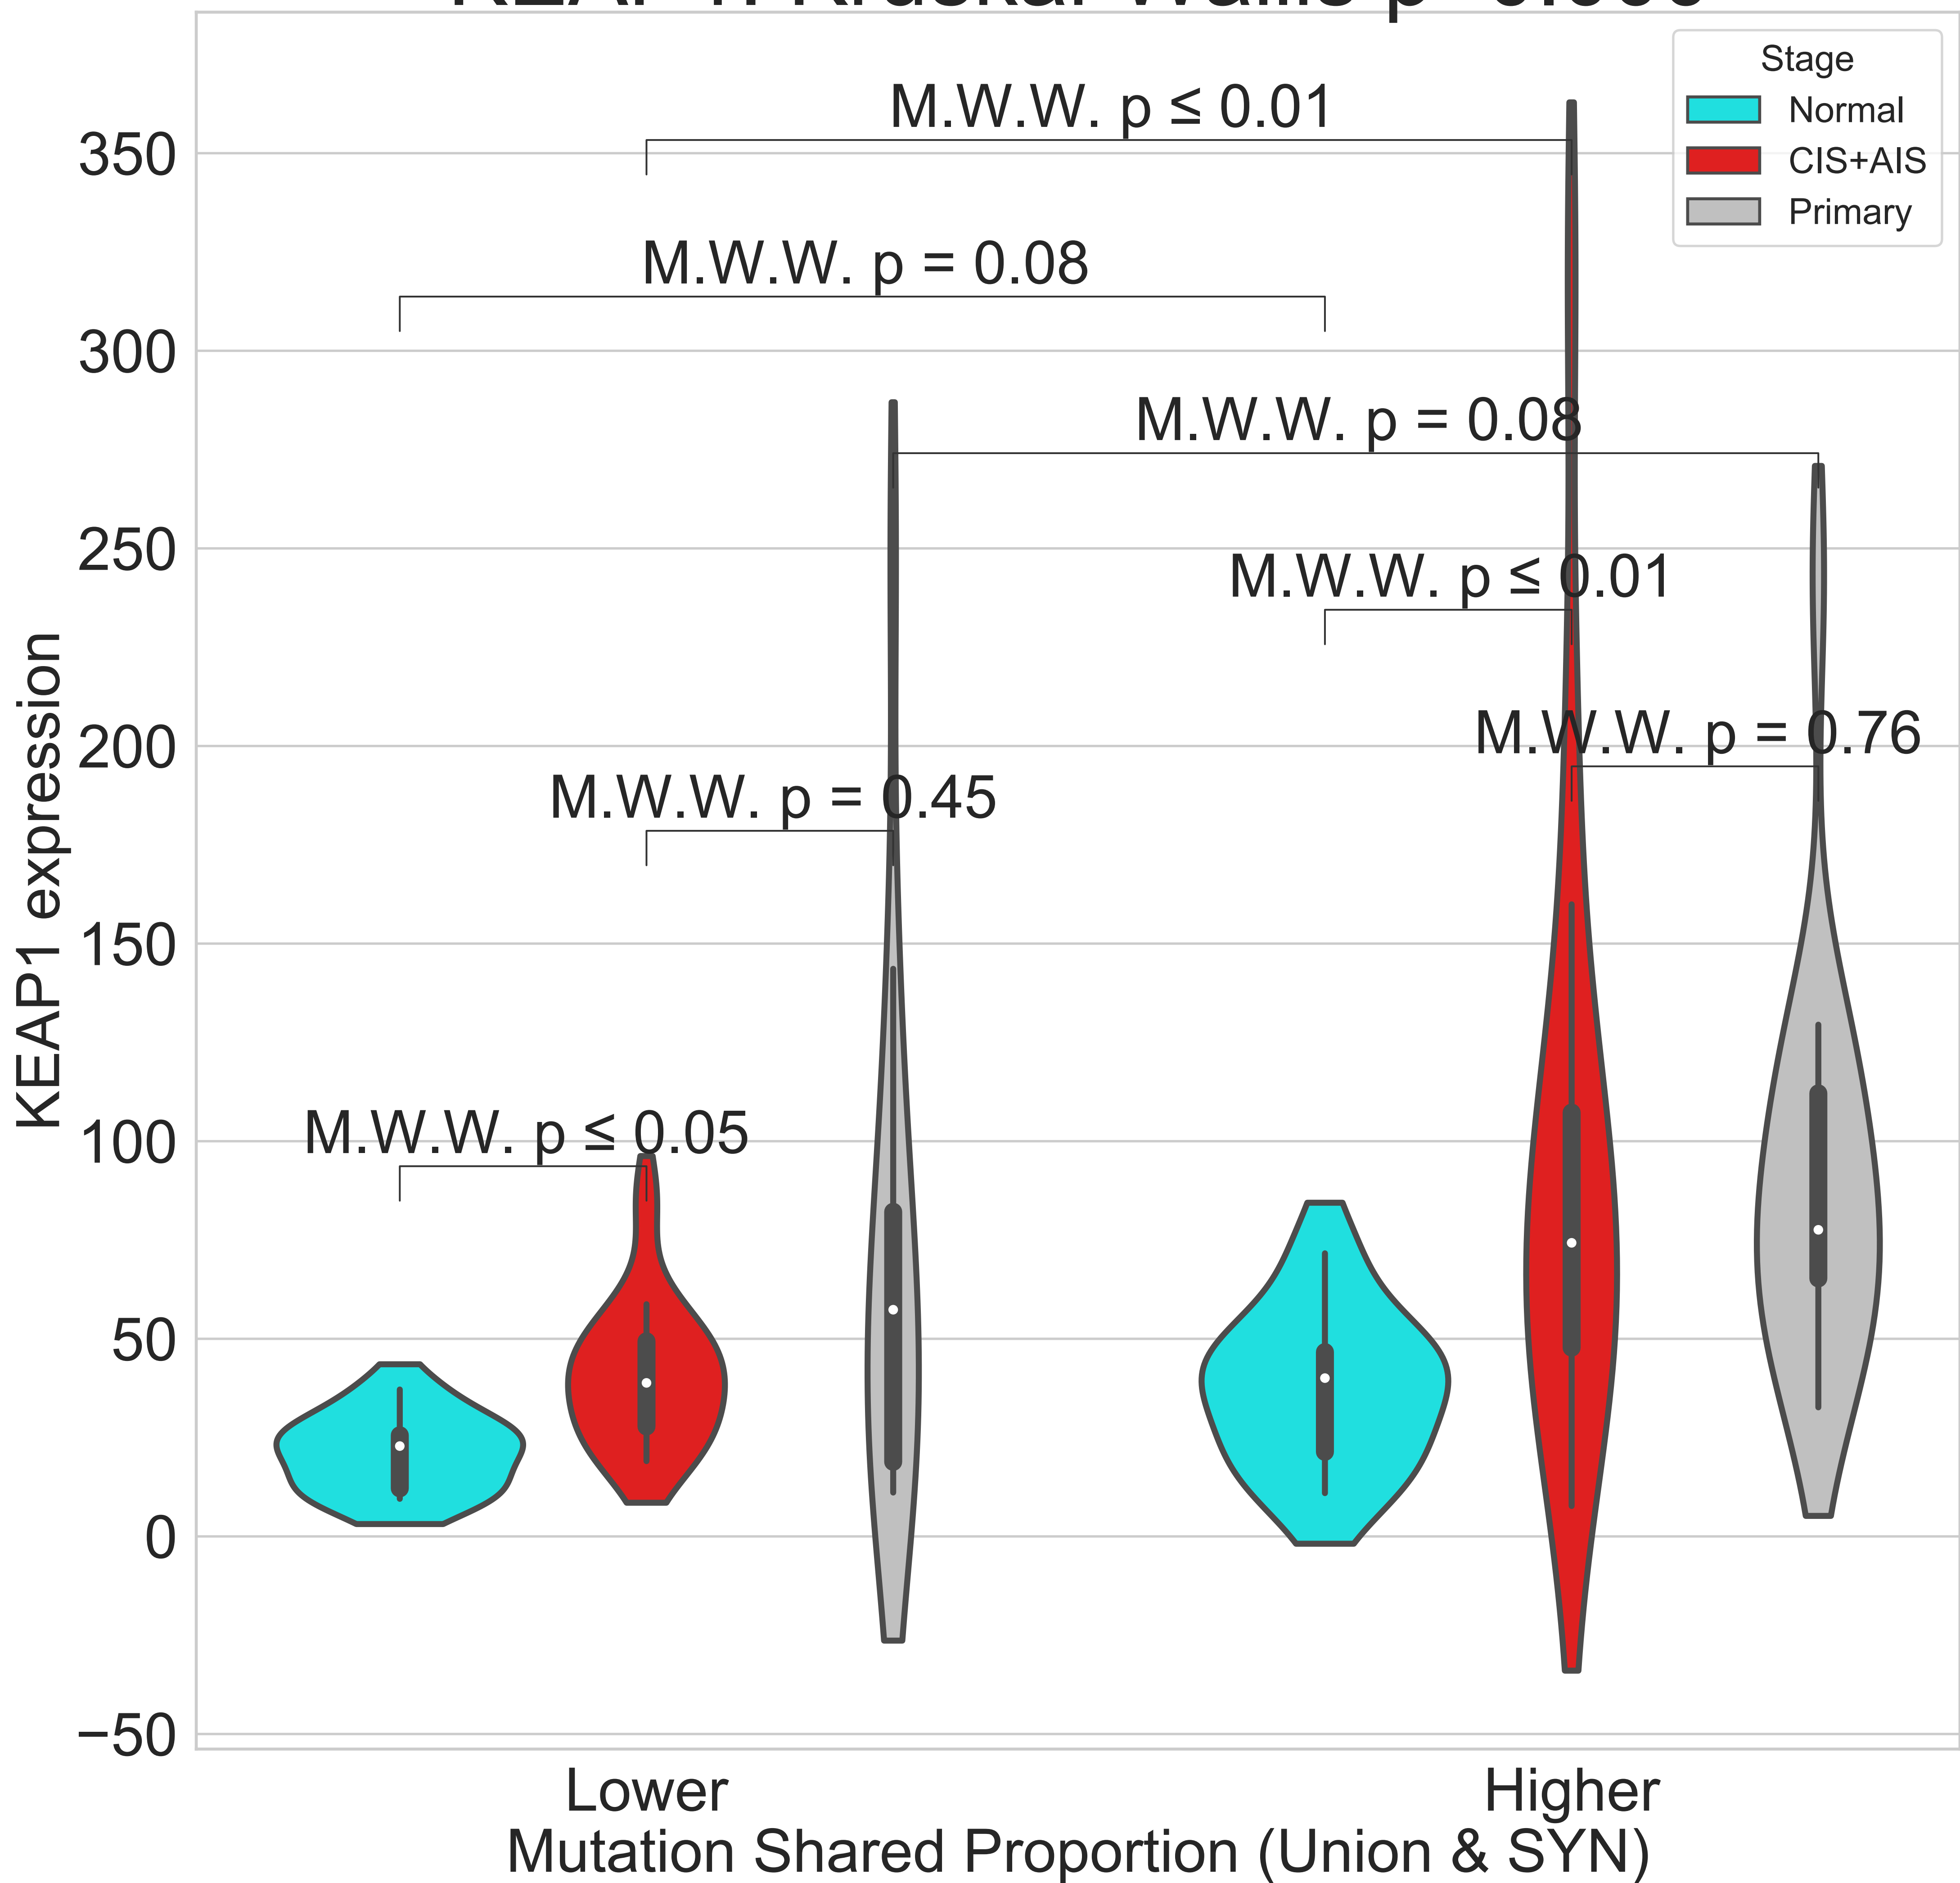 Stage
Normal
CIS+AIS
Primary
M.W.W. p ≤ 0.01
M.W.W. p = 0.08
M.W.W. p = 0.08
M.W.W. p ≤ 0.01
M.W.W. p = 0.76
M.W.W. p = 0.45
M.W.W. p ≤ 0.05
350
300
250
200
150
100
50
0
−50
KEAP1 expression
Lower
Higher
Mutation Shared Proportion (Union & SYN)